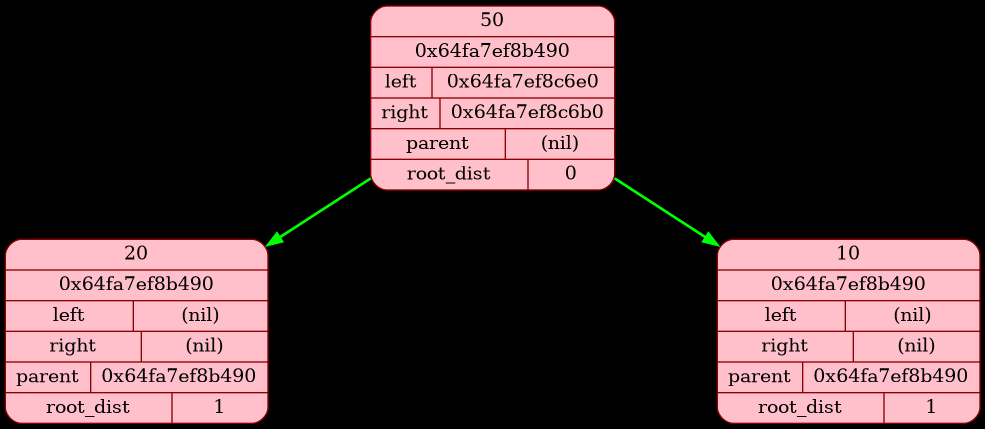 50
0x64fa7ef8b490
left 0x64fa7ef8c6e0
right 0x64fa7ef8c6b0
parent (nil)
root_dist 0
20
0x64fa7ef8b490
left (nil)
right (nil)
parent 0x64fa7ef8b490
root_dist 1
10
0x64fa7ef8b490
left (nil)
right (nil)
parent 0x64fa7ef8b490
root_dist 1